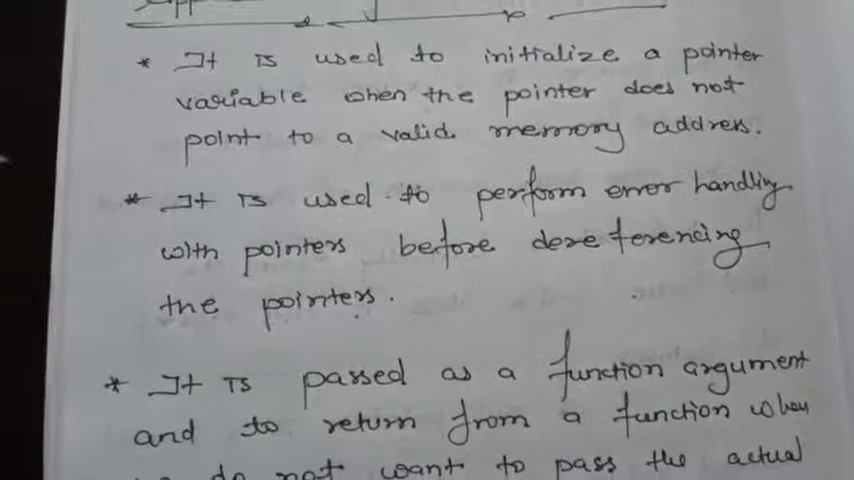 * It is used to initialize a pointer
variable when the pointer does not
point to a valid memory address.
* It is used to perform error handling
with pointers before dereferencing
the pointers.
* It is passed as a function argument
and to return from a function when
do not want to pass the actual